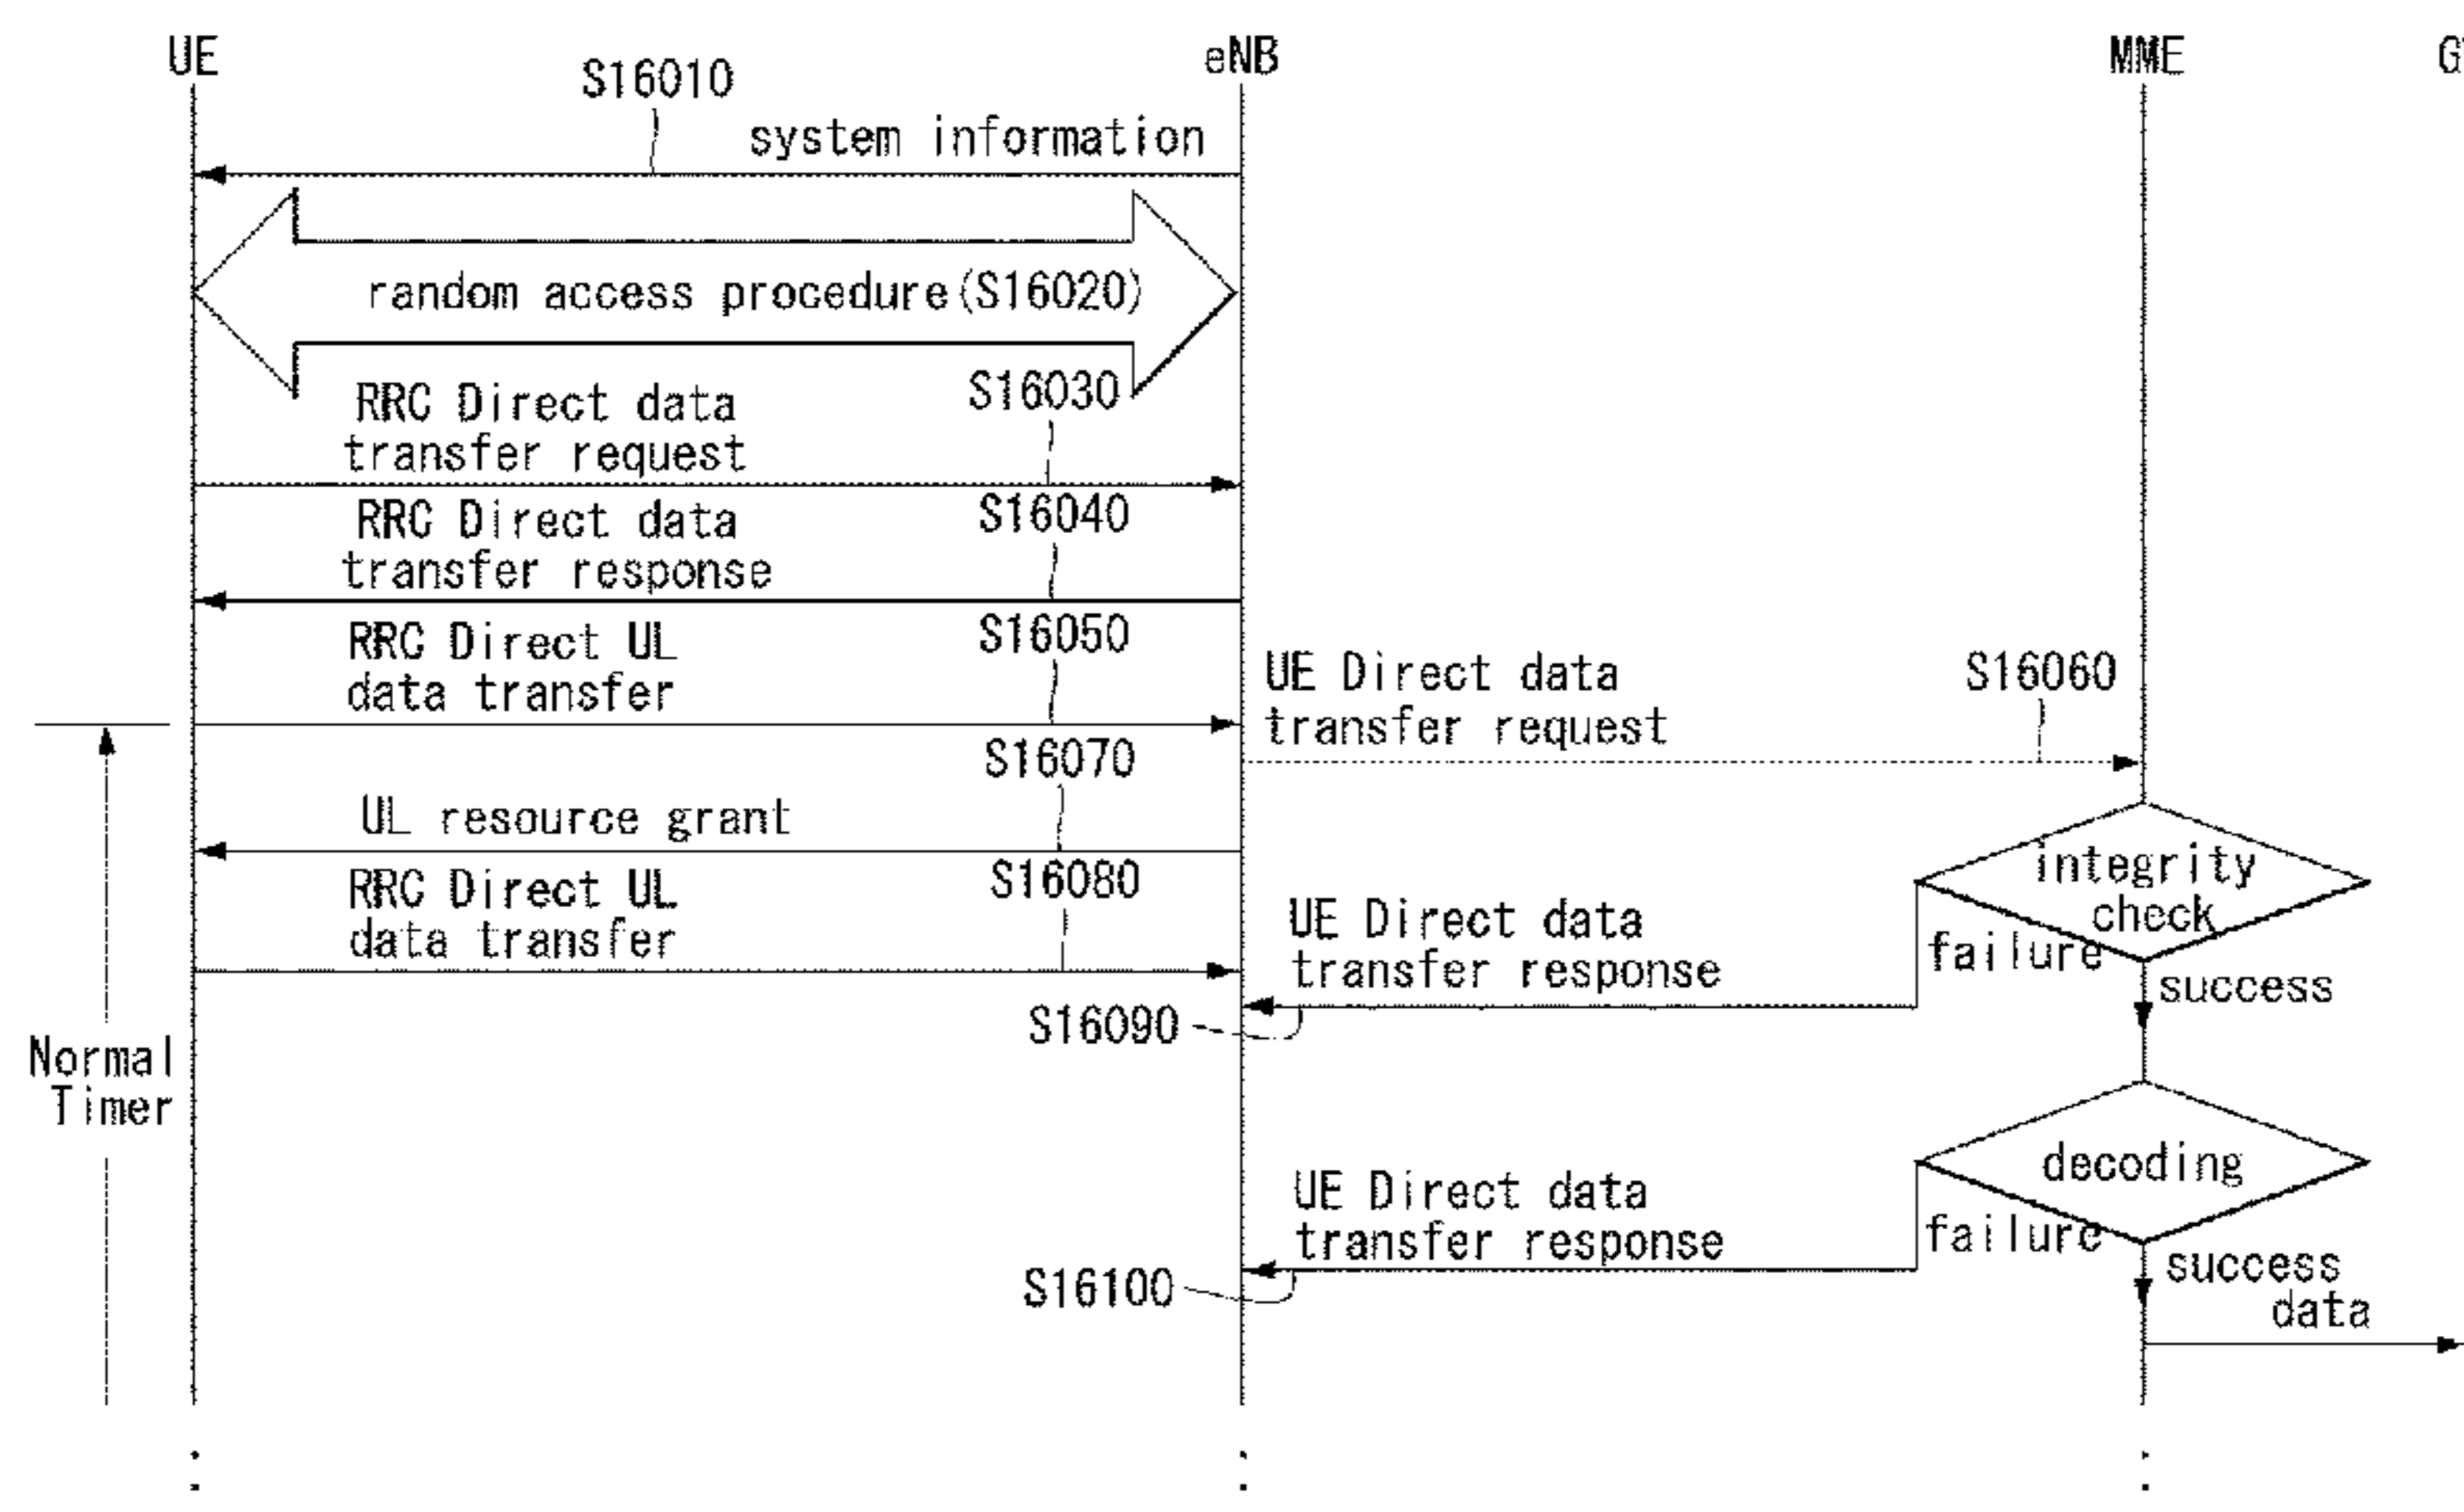 UE
eNB
MME
G
S16010
system information
random access procedure(S16020)
S16030
RRC Direct data
transfer request
S16040
RRC Direct data
transfer response
S16050
RRC Direct UL
data transfer
UE Direct data
transfer request
S16060
S16070
UL resource grant
S16080
RRC Direct UL
data transfer
integrity
check
failure
success
UE Direct data
transfer response
S16090
Normal
Timer
decoding
failure
success
UE Direct data
transfer response
S16100
data